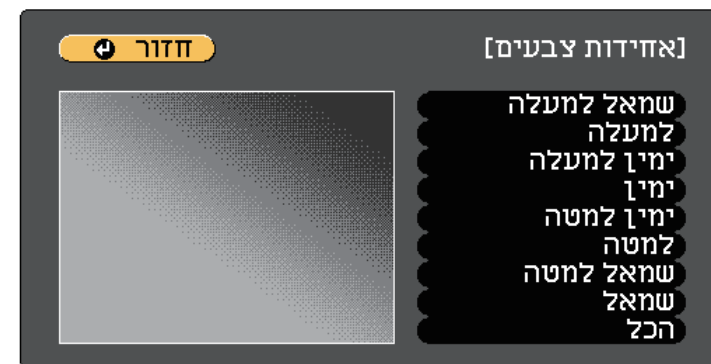 [אחידות צבעים]
חזור
שמאל למעלה
למעלה
ימין למעלה
ימין
ימין למטה
למטה
שמאל למטה
שמאל
הכל